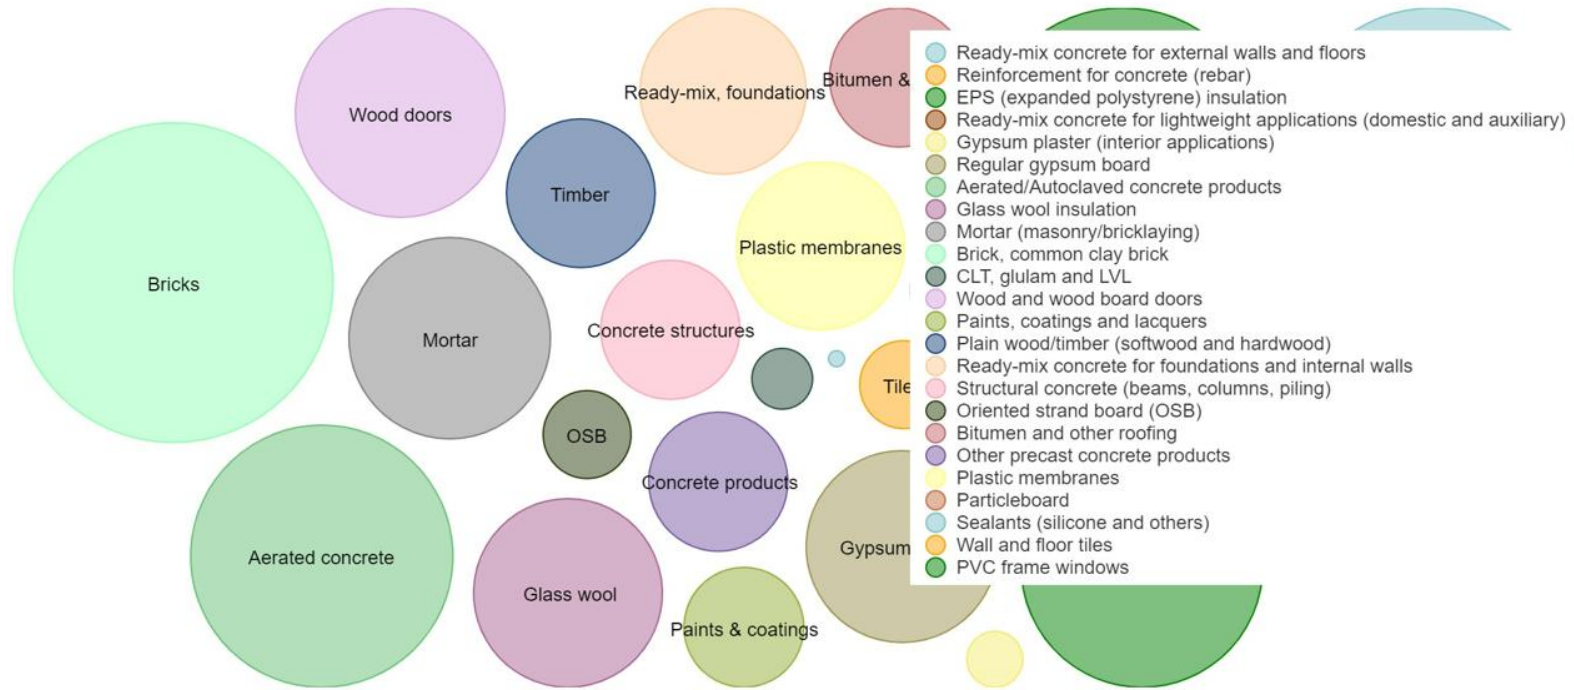 Wood doors
Ready-mix, foundations
Bitumen &
Timber
Plastic membranes
Bricks
Mortar
Concrete structures
Tile
OSB
Concrete products
Gypsum
Aerated concrete
Glass wool
Paints & coatings
Ready-mix concrete for external walls and floors
Reinforcement for concrete (rebar)
EPS (expanded polystyrene) insulation
Ready-mix concrete for lightweight applications (domestic and auxiliary)
Gypsum plaster (interior applications)
Regular gypsum board
Aerated/Autoclaved concrete products
Glass wool insulation
Mortar (masonry/bricklaying)
Brick, common clay brick
CLT, glulam and LVL
Wood and wood board doors
Paints, coatings and lacquers
Plain wood/timber (softwood and hardwood)
Ready-mix concrete for foundations and internal walls
Structural concrete (beams, columns, piling)
Oriented strand board (OSB)
Bitumen and other roofing
Other precast concrete products
Plastic membranes
Particleboard
Sealants (silicone and others)
Wall and floor tiles
PVC frame windows